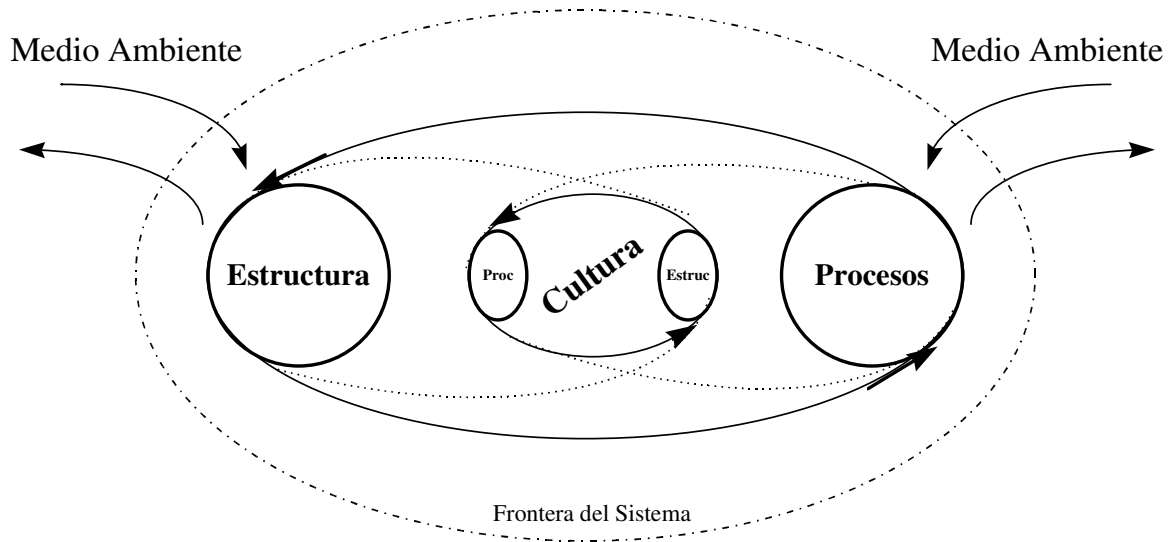 Medio Ambiente
Medio Ambiente
Estructura
Proc
Cultura
Estruc
Procesos
Frontera del Sistema